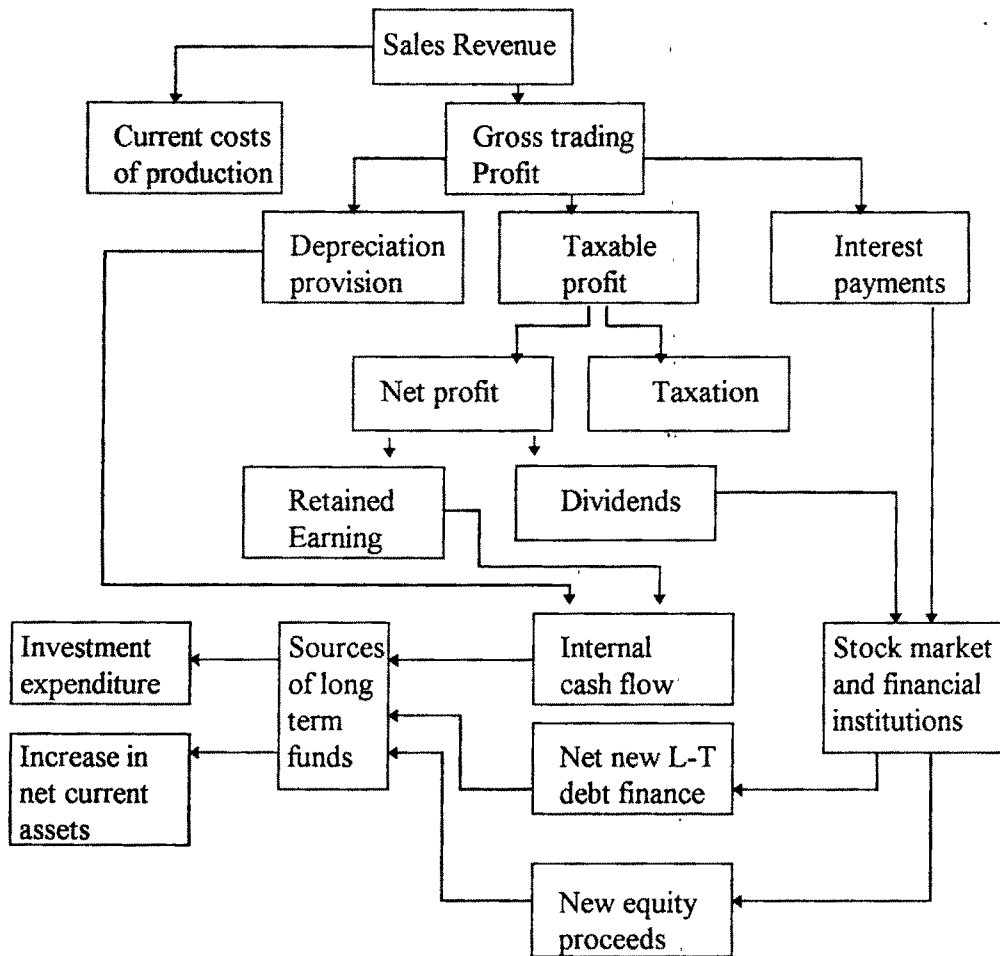 Sales Revenue
Current costs
of production
Gross trading
Profit
Depreciation
provision
Taxable
profit
Interest
payments
Net profit
Taxation
Retained
Earning
Dividends
Investment
expenditure
Sources
of long
term
funds
Internal
cash flow
Stock market
and financial
institutions
Increase in
net current
assets
Net new L-T
debt finance
New equity
proceeds